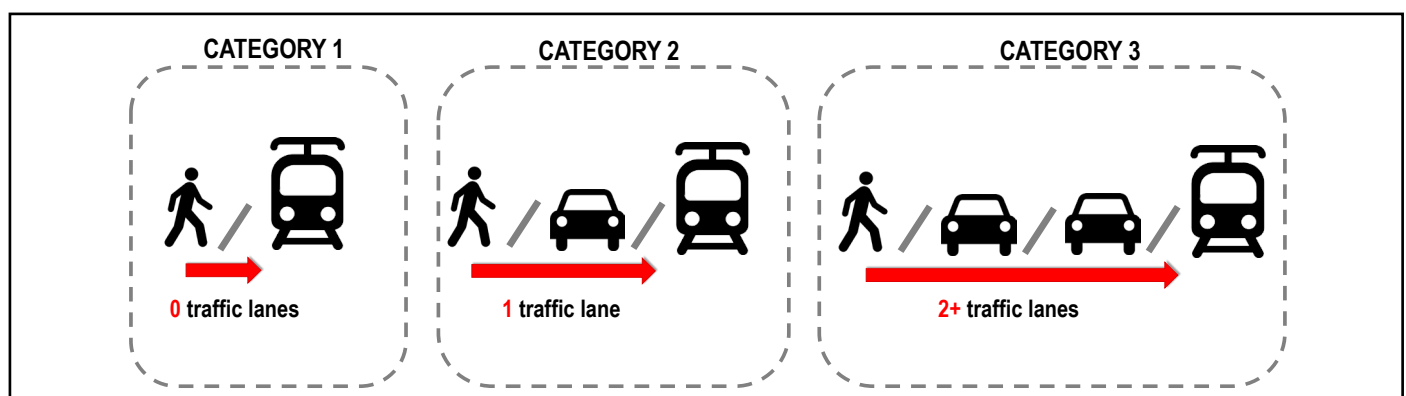 CATEGORY 1
CATEGORY 2
CATEGORY 3
0 traffic lanes
1 traffic lane
2+ traffic lanes